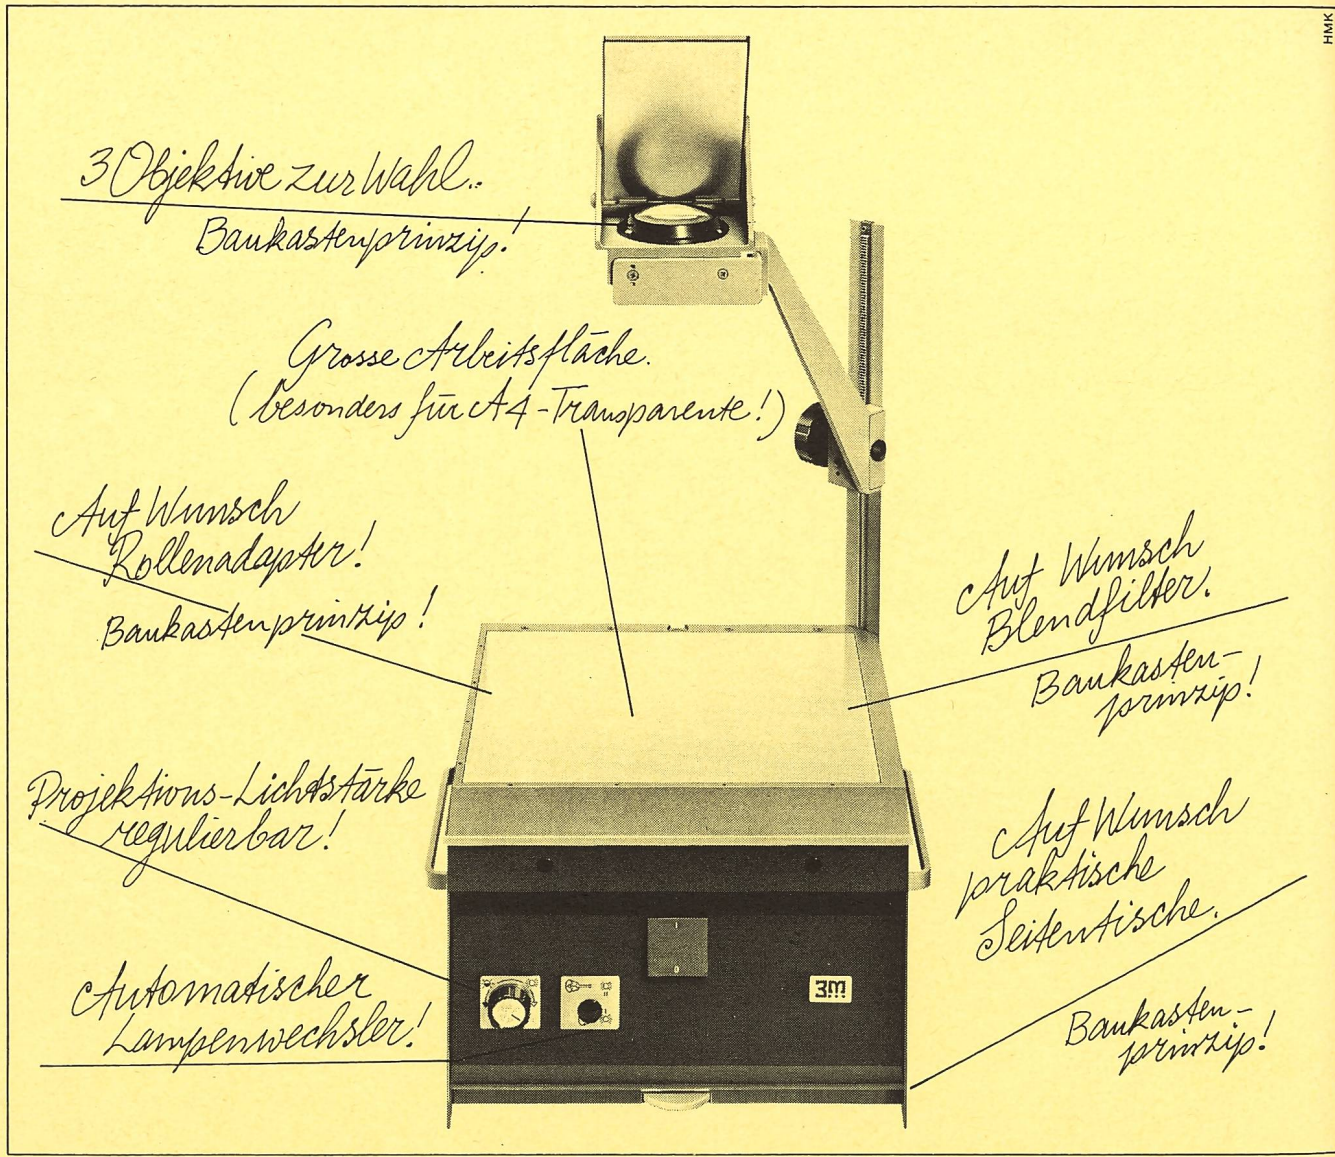 HMK
3 Objektive zur Wahl..
Baukastenprinzip!
Grosse Arbeitsfläche.
(besonders für A4-Transparente!)
Auf Wunsch
Rollenadapter!
Baukastenprinzip!
Auf Wunsch
Blendfilter.
Baukasten-
prinzip!
Projektions-Lichtstärke
regulierbar!
Auf Wunsch
praktische
Seitentische.
Baukasten-
prinzip!
Automatischer
Lampenwechsler!
I
0
3M